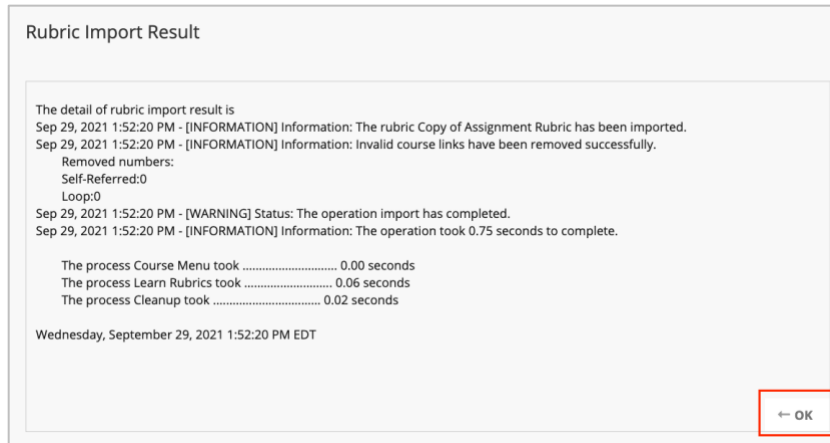 Rubric Import Result
The detail of rubric import result is
Sep 29, 2021 1:52:20 PM - [INFORMATION] Information: The rubric Copy of Assignment Rubric has been imported.
Sep 29, 2021 1:52:20 PM - [INFORMATION] Information: Invalid course links have been removed successfully.
Removed numbers:
Self-Referred:0
Loop:0
Sep 29, 2021 1:52:20 PM - [WARNING] Status: The operation import has completed.
Sep 29, 2021 1:52:20 PM - [INFORMATION] Information: The operation took 0.75 seconds to complete.
The process Course Menu took ............................. 0.00 seconds
The process Learn Rubrics took ........................... 0.06 seconds
The process Cleanup took ................................. 0.02 seconds
Wednesday, September 29, 2021 1:52:20 PM EDT
← OK